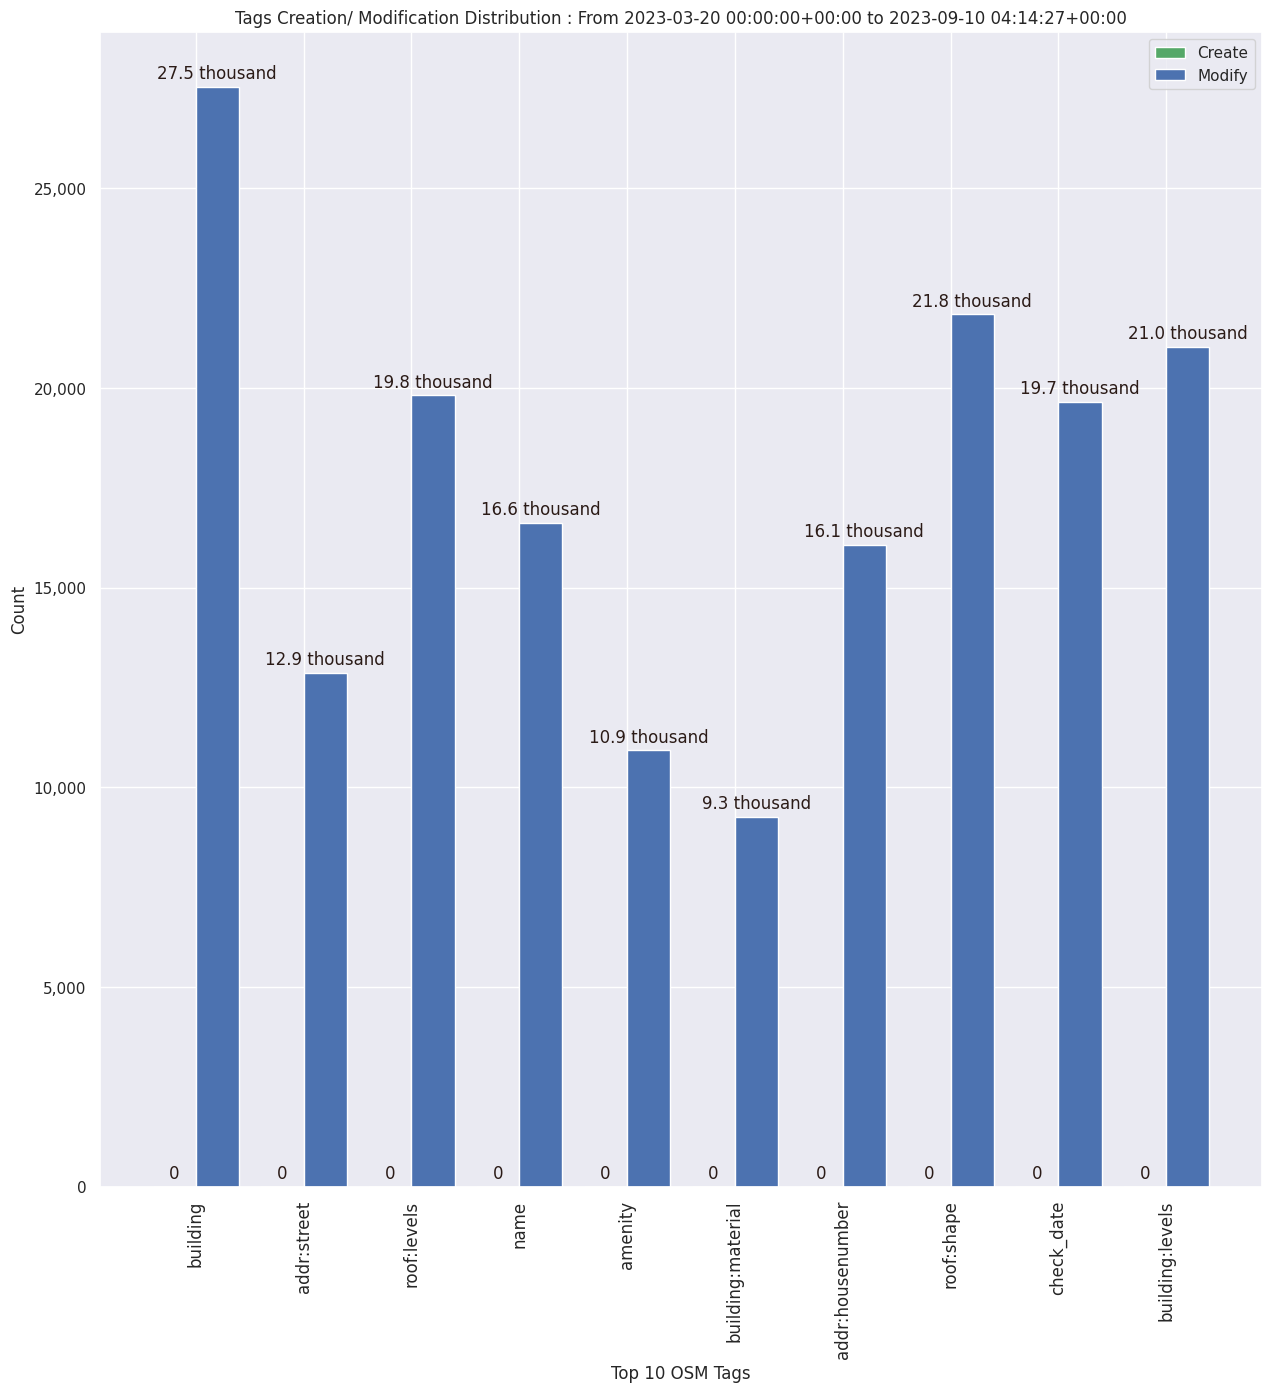 Tags Creation/ Modification Distribution : From 2023-03-20 00:00:00+00:00 to 2023-09-10 04:14:27+00:00
Create
Modify
27.5 thousand
12.9 thousand
19.8 thousand
16.6 thousand
10.9 thousand
9.3 thousand
16.1 thousand
21.8 thousand
19.7 thousand
21.0 thousand
0 0 0 0 0 0 0 0 0 0
25,000
20,000
15,000
10,000
5,000
0
Count
building
addr:street
roof:levels
name
amenity
building:material
addr:housenumber
roof:shape
check_date
building:levels
Top 10 OSM Tags